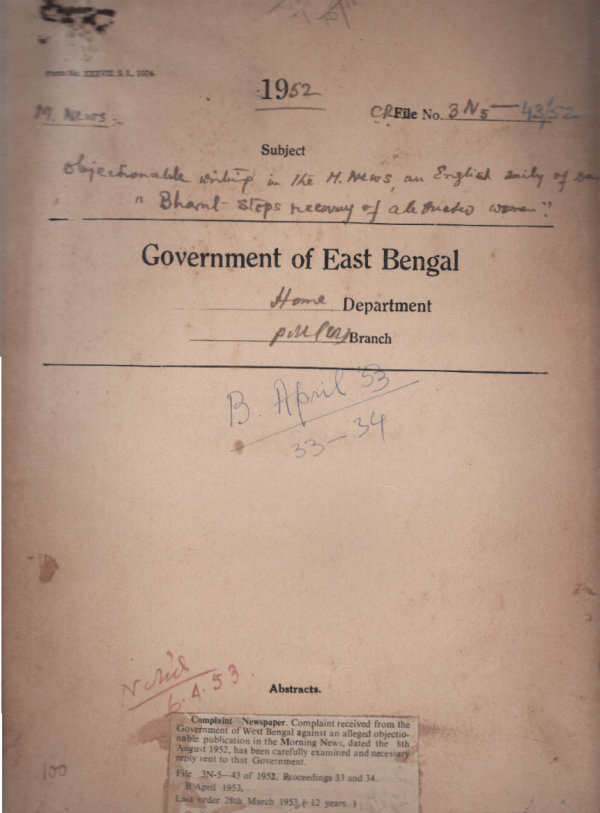 Form No. XXXVII. S. L., 1924.
1952
M. News :-
CR. File No. 3N5-43/52
Subject
Objectionable writing in the M. News, an English daily of
"Bharat stops recovery of abducted women".
Government of East Bengal
Home Department
Branch
B. April '53
33-34
6.4.53.
Abstracts.
Complaint Newspaper. Complaint received from the
Government of West Bengal against an alleged objectio-
nable publication in the Morning News, dated the 8th
August 1952, has been carefully examined and necessary
reply sent to that Government.
File 3N-5—43 of 1952. Proceedings 33 and 34.
B April 1953.
Last order 28th March 1953 (12 years.)
100